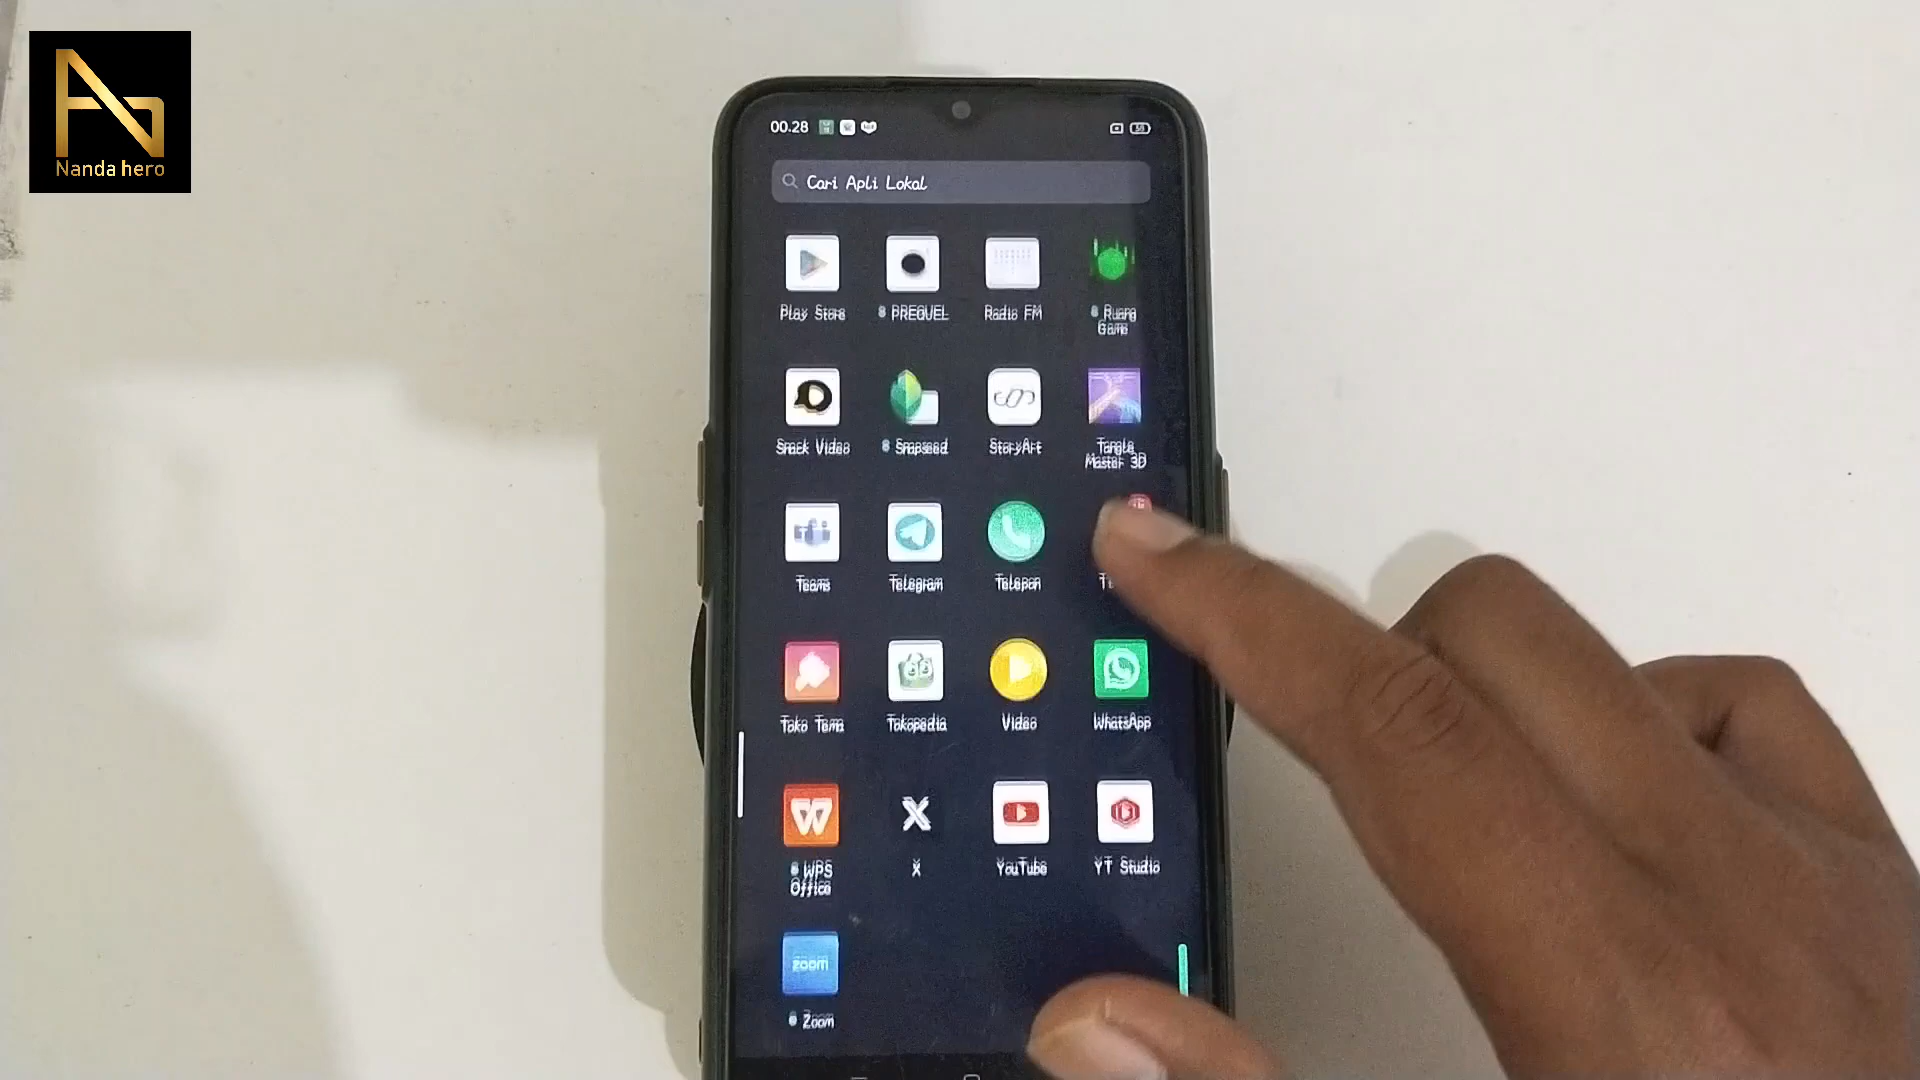 Nanda hero
00.28
Cari Apli Lokal
Play Store
PREQUEL
Radio FM
Ruang
Game
Snack Video
Snapseed
StoryArt
Tangle
Master 3D
Teams
Telegram
Telepon
Toko Tema
Tokopedia
Video
WhatsApp
WPS
Office
X
YouTube
YT Studio
zoom
Zoom